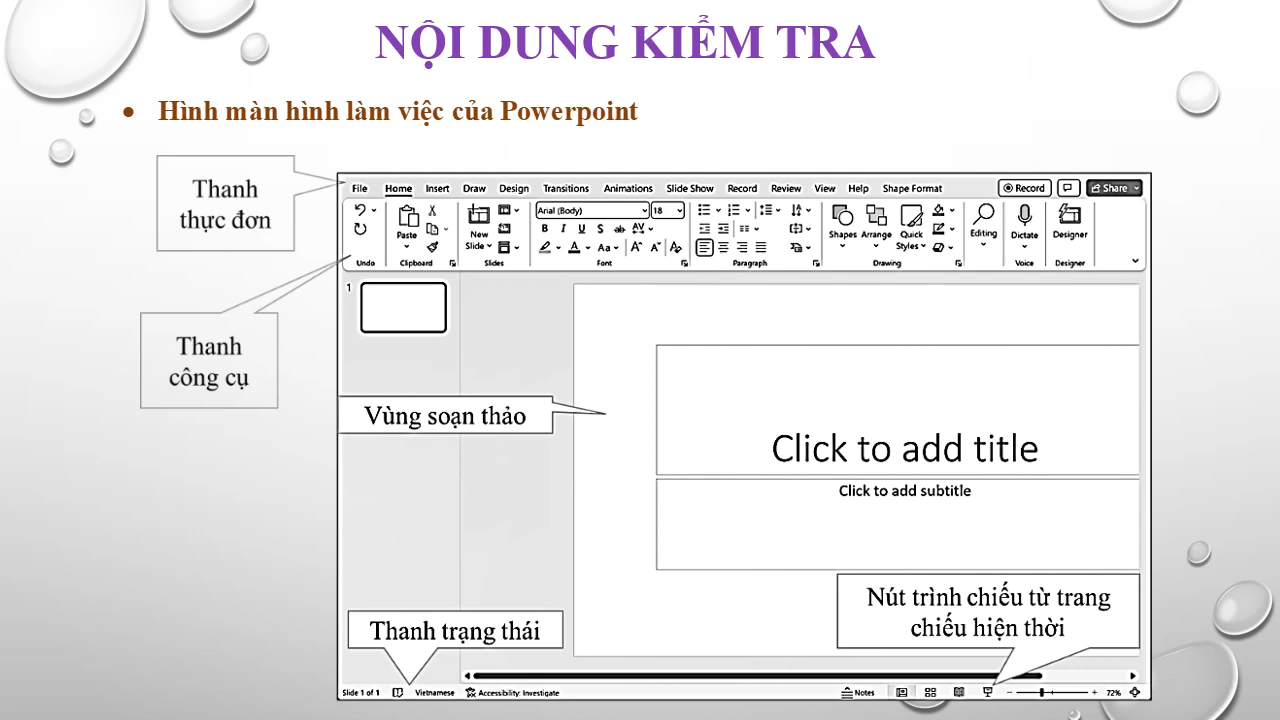 NỘI DUNG KIỂM TRA
• Hình màn hình làm việc của Powerpoint
Thanh
thực đơn
File Home Insert Draw Design Transitions Animations Slide Show Record Review View Help Shape Format Record Share
Arial (Body) 18
Paste New
Slide Shapes Arrange Quick
Styles Editing Dictate Designer
Undo Clipboard Slides Font Paragraph Drawing Voice Designer
1
Thanh
công cụ
Vùng soạn thảo
Click to add title
Click to add subtitle
Nút trình chiếu từ trang
chiếu hiện thời
Thanh trạng thái
Slide 1 of 1 Vietnamese Accessibility: Investigate Notes 72%